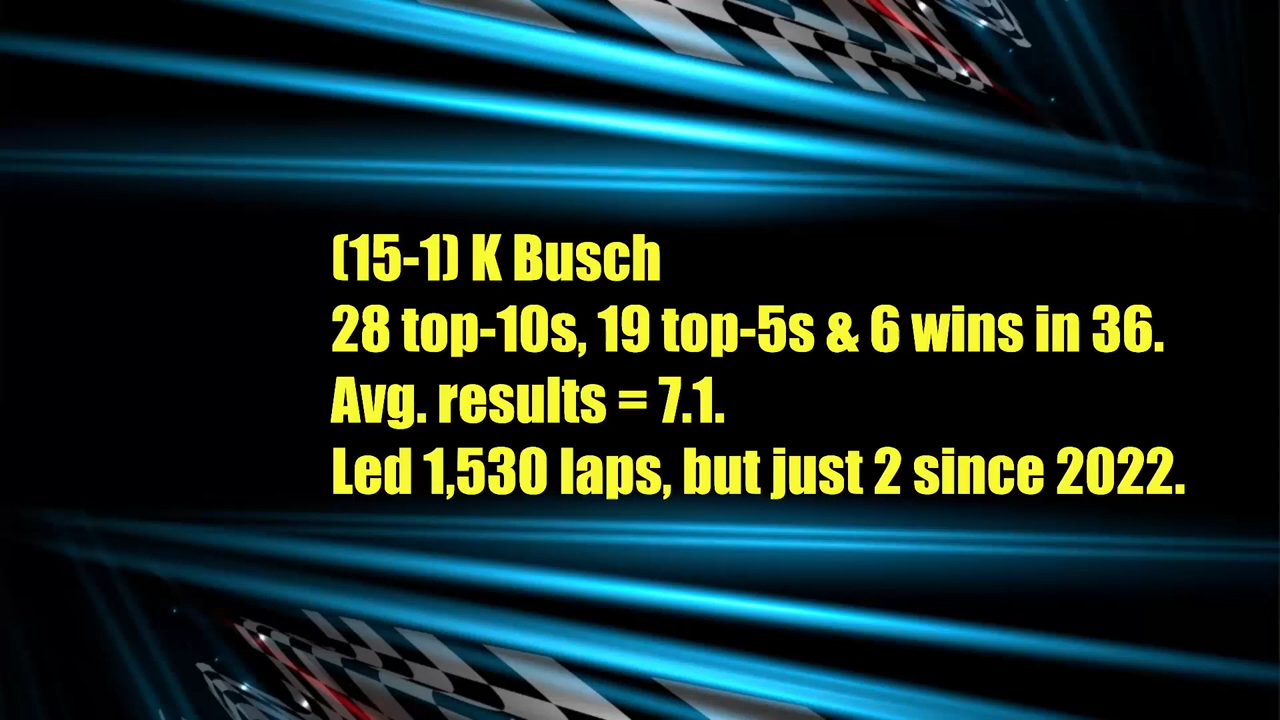 (15-1) K Busch
28 top-10s, 19 top-5s & 6 wins in 36.
Avg. results = 7.1.
Led 1,530 laps, but just 2 since 2022.